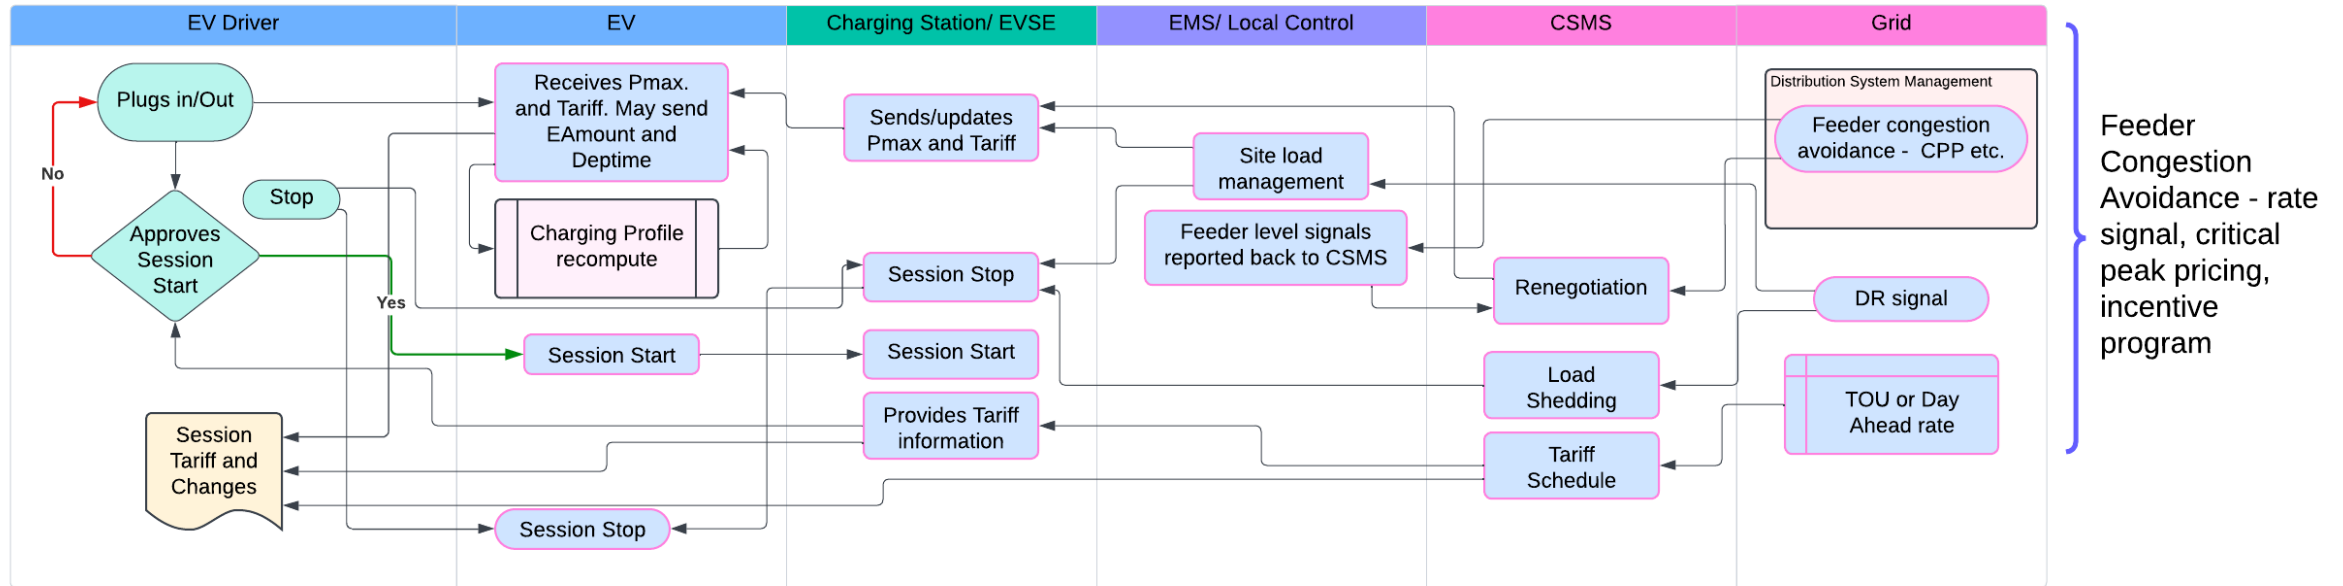 EV Driver
EV
Charging Station/ EVSE
EMS/ Local Control
CSMS
Grid
Plugs in/Out
No
Approves
Session
Start
Stop
Yes
Session
Tariff and
Changes
Receives Pmax.
and Tariff. May send
EAmount and
Deptime
Charging Profile
recompute
Session Start
Session Stop
Sends/updates
Pmax and Tariff
Session Stop
Session Start
Provides Tariff
information
Site load
management
Feeder level signals
reported back to CSMS
Renegotiation
Load
Shedding
Tariff
Schedule
Distribution System Management
Feeder congestion
avoidance - CPP etc.
DR signal
TOU or Day
Ahead rate
Feeder
Congestion
Avoidance - rate
signal, critical
peak pricing,
incentive
program